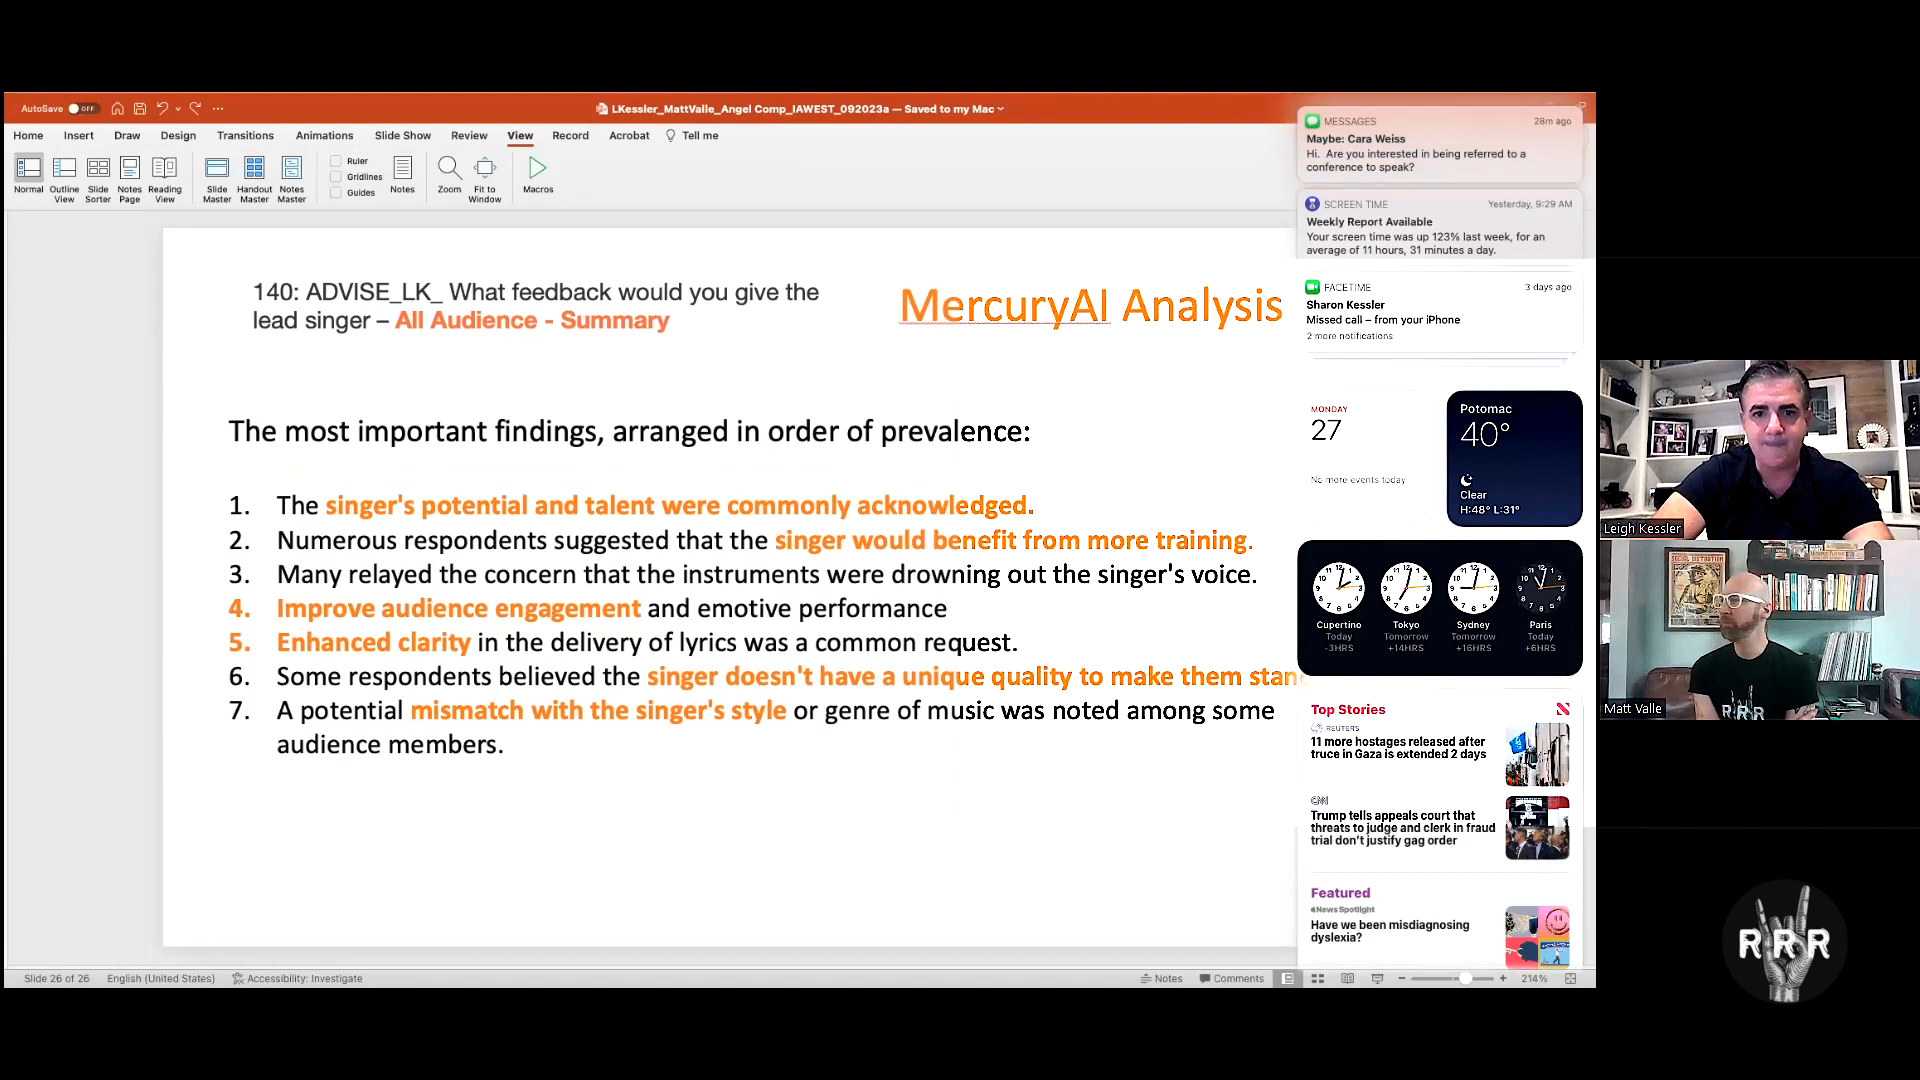 AutoSave OFF
LKessler_MattValle_Angel Comp_IAWEST_092023a — Saved to my Mac
Home Insert Draw Design Transitions Animations Slide Show Review View Record Acrobat Tell me
Normal
Outline View
Slide Sorter
Notes Page
Reading View
Slide Master
Handout Master
Notes Master
Ruler
Gridlines
Guides
Notes
Zoom
Fit to Window
Macros
140: ADVISE_LK_ What feedback would you give the
lead singer – All Audience - Summary
MercuryAI Analysis
The most important findings, arranged in order of prevalence:
1. The singer's potential and talent were commonly acknowledged.
2. Numerous respondents suggested that the singer would benefit from more training.
3. Many relayed the concern that the instruments were drowning out the singer's voice.
4. Improve audience engagement and emotive performance
5. Enhanced clarity in the delivery of lyrics was a common request.
6. Some respondents believed the singer doesn't have a unique quality to make them stan
7. A potential mismatch with the singer's style or genre of music was noted among some
audience members.
MESSAGES 28m ago
Maybe: Cara Weiss
Hi. Are you interested in being referred to a
conference to speak?
SCREEN TIME Yesterday, 9:29 AM
Weekly Report Available
Your screen time was up 123% last week, for an
average of 11 hours, 31 minutes a day.
FACETIME 3 days ago
Sharon Kessler
Missed call – from your iPhone
2 more notifications
MONDAY
27
No more events today
Potomac
40°
Clear
H:48° L:31°
Cupertino Tokyo Sydney Paris
Today Tomorrow Tomorrow Today
-3HRS +14HRS +16HRS +6HRS
Top Stories
REUTERS
11 more hostages released after
truce in Gaza is extended 2 days
CNN
Trump tells appeals court that
threats to judge and clerk in fraud
trial don't justify gag order
Featured
News Spotlight
Have we been misdiagnosing
dyslexia?
Slide 26 of 26 English (United States) Accessibility: Investigate
Notes Comments 214%
Leigh Kessler
SOCIAL DISTORTION
RRR
Matt Valle
RRR